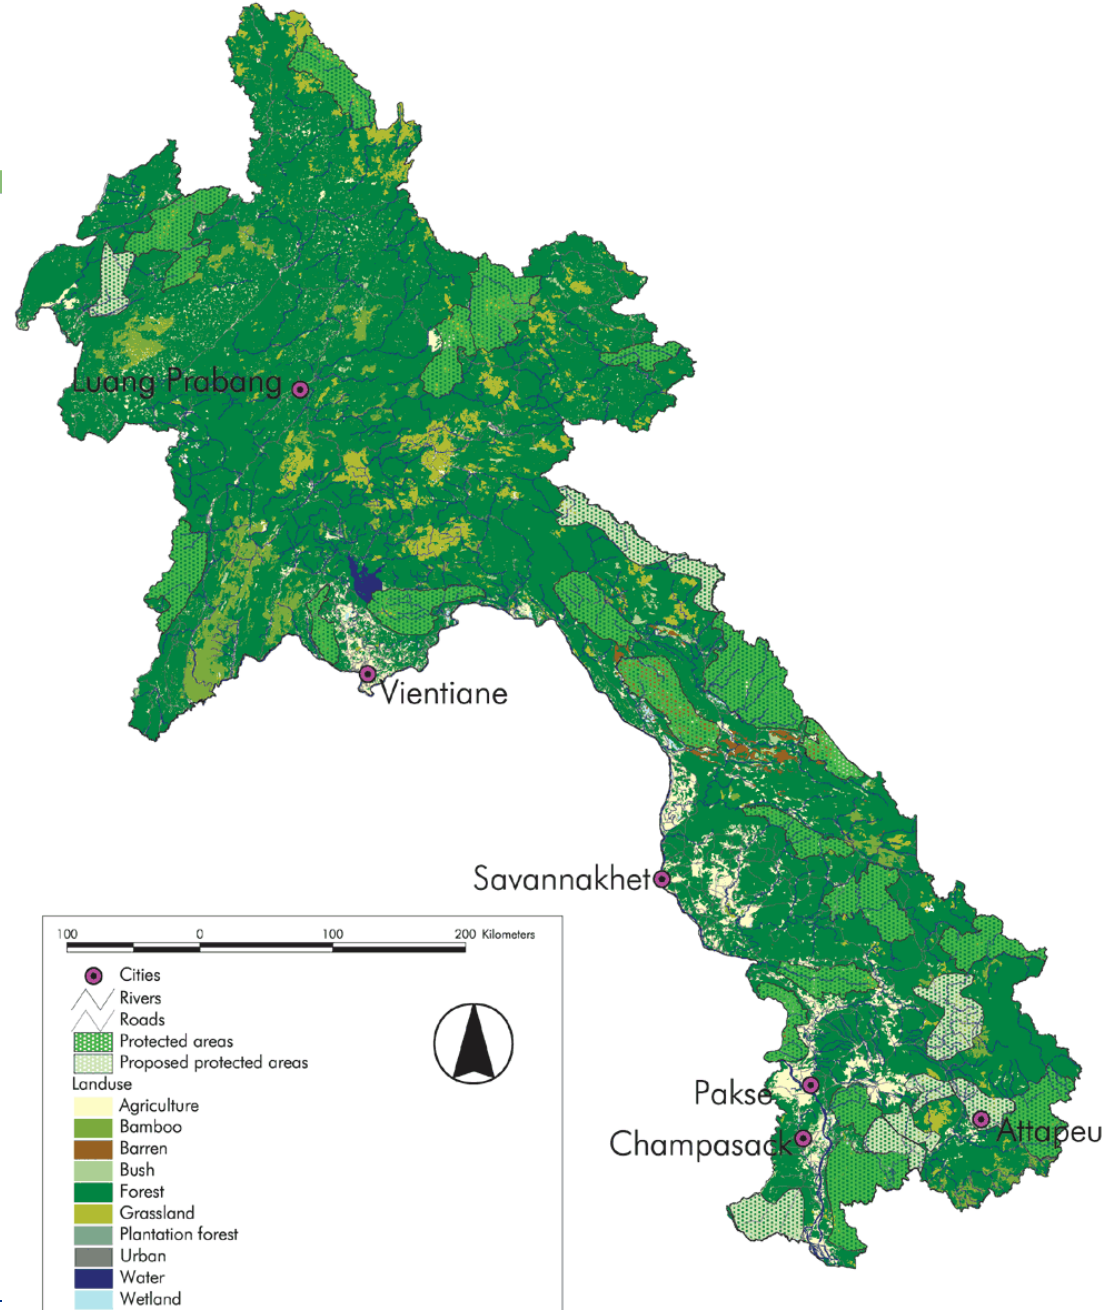 Luang Prabang
Vientiane
Savannakhet
Pakse
Attapeu
Champasack
100 0 100 200 Kilometers
Cities
Rivers
Roads
Protected areas
Proposed protected areas
Landuse
Agriculture
Bamboo
Barren
Bush
Forest
Grassland
Plantation forest
Urban
Water
Wetland